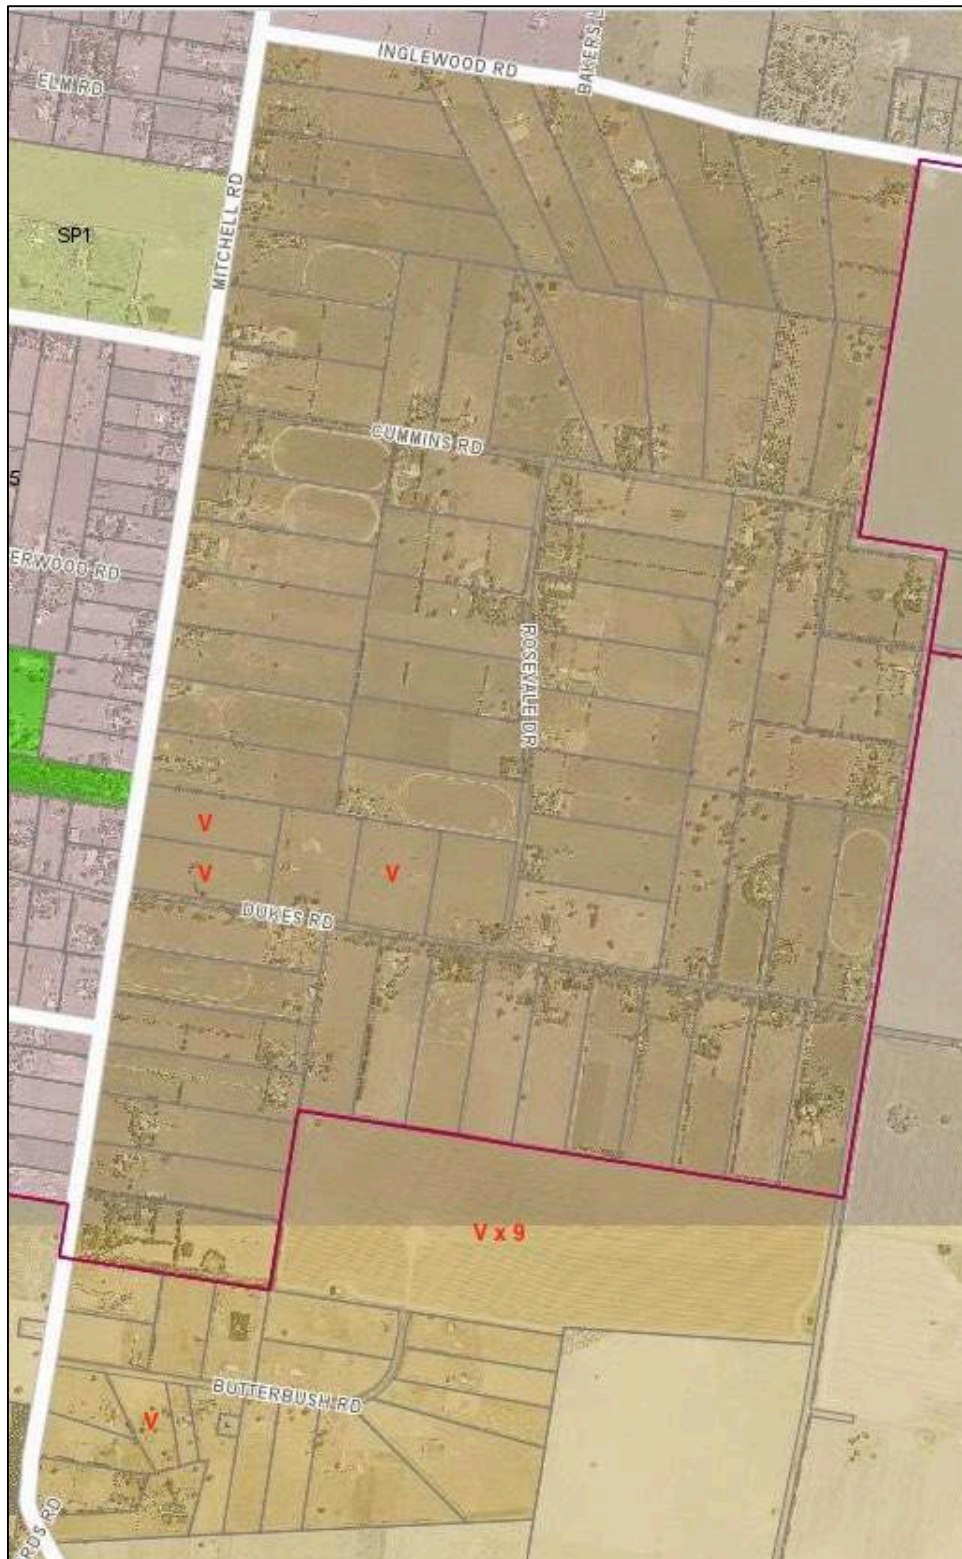 INGLEWOOD RD
BAKERS L
ELM RD
MITCHELL RD
SP1
CUMMINS RD
5
ERWOOD RD
ROSEVALE DR
V
V
V
DUKES RD
V x 9
BUTTERBUSH RD
V
RDS RD